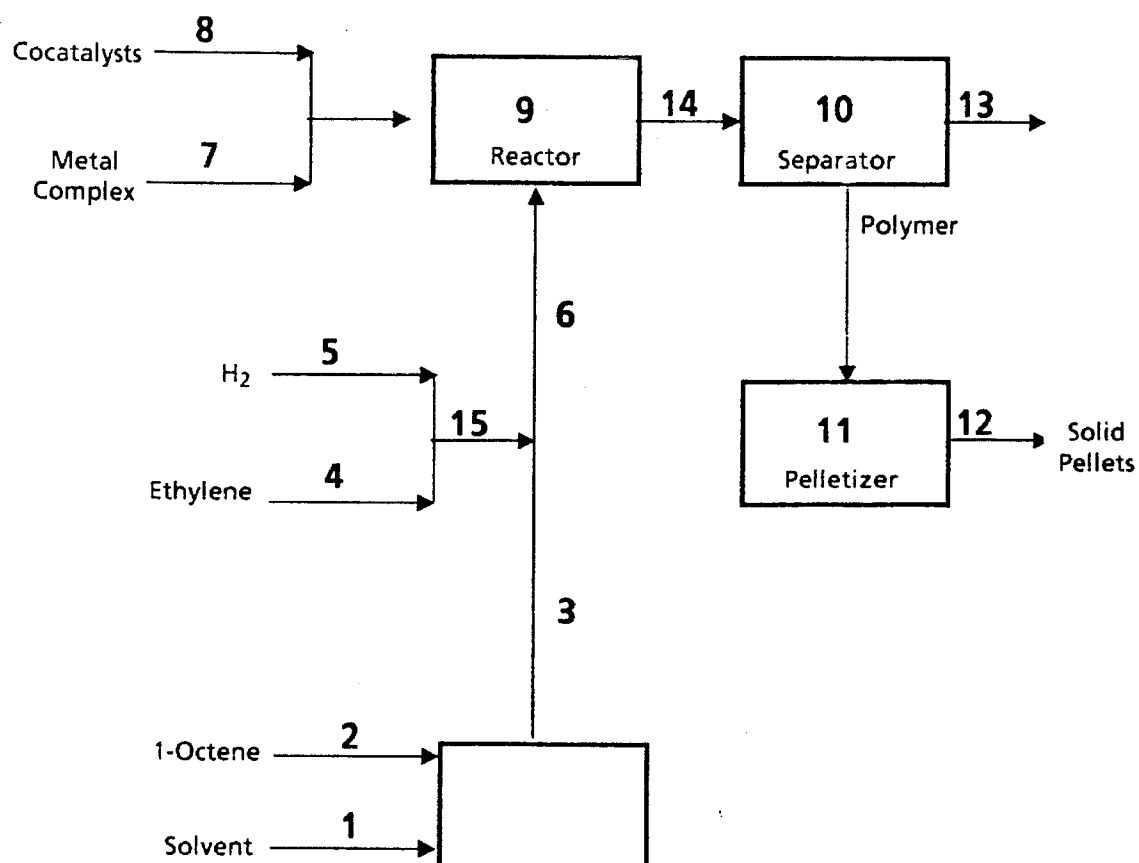 8
Cocatalysts
7
Metal
Complex
9
Reactor
14
10
Separator
13
Polymer
6
5
H₂
15
4
Ethylene
11
Pelletizer
12
Solid
Pellets
3
2
1-Octene
1
Solvent